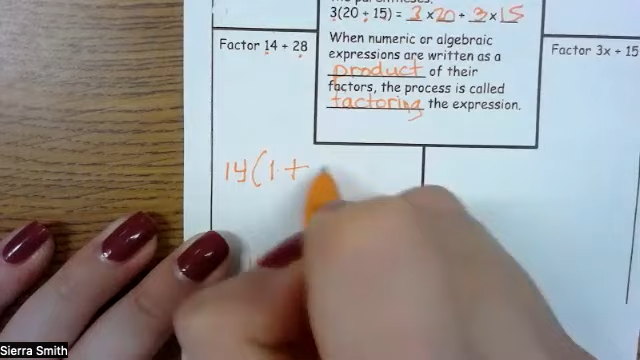 3(20 + 15) = 3 x 20 + 3 x 15
Factor 14 + 28
When numeric or algebraic
expressions are written as a
product of their
factors, the process is called
factoring the expression.
Factor 3x + 15
14(1 +
Sierra Smith